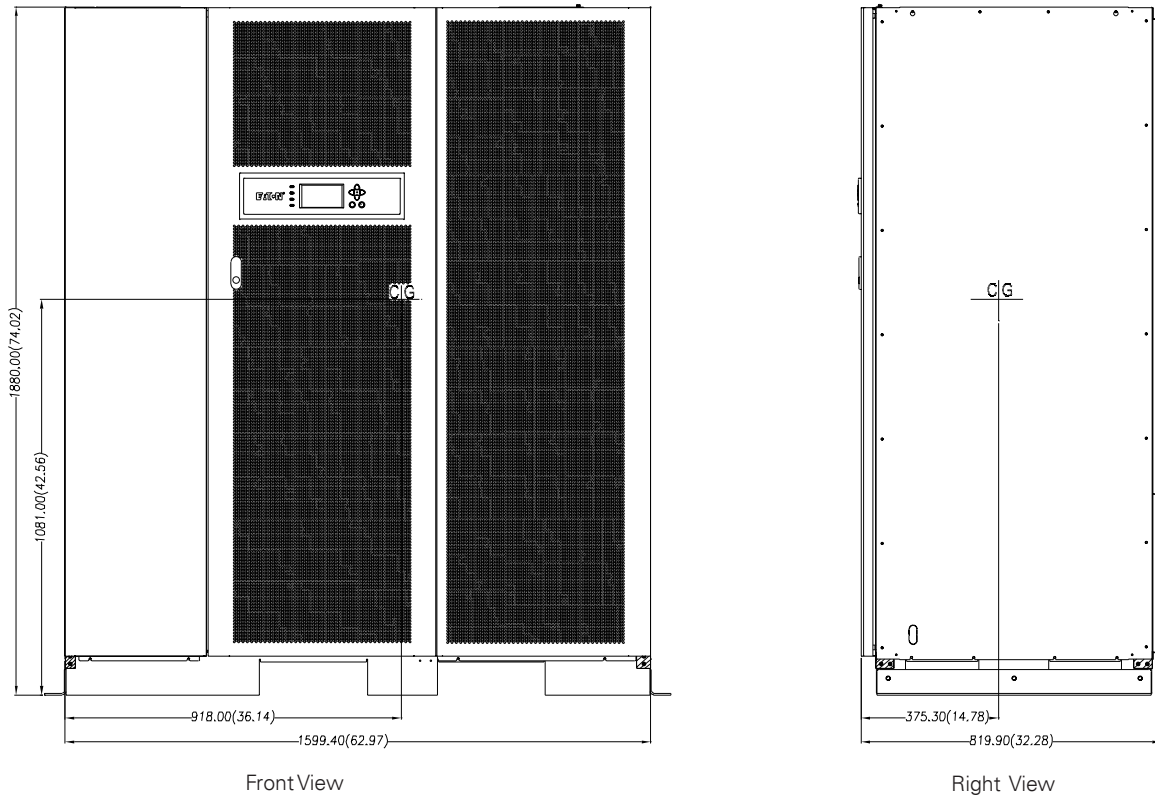 EATON
CG
CG
1880.00(74.02)
1081.00(42.56)
918.00(36.14)
1599.40(62.97)
375.30(14.78)
819.90(32.28)
Front View
Right View